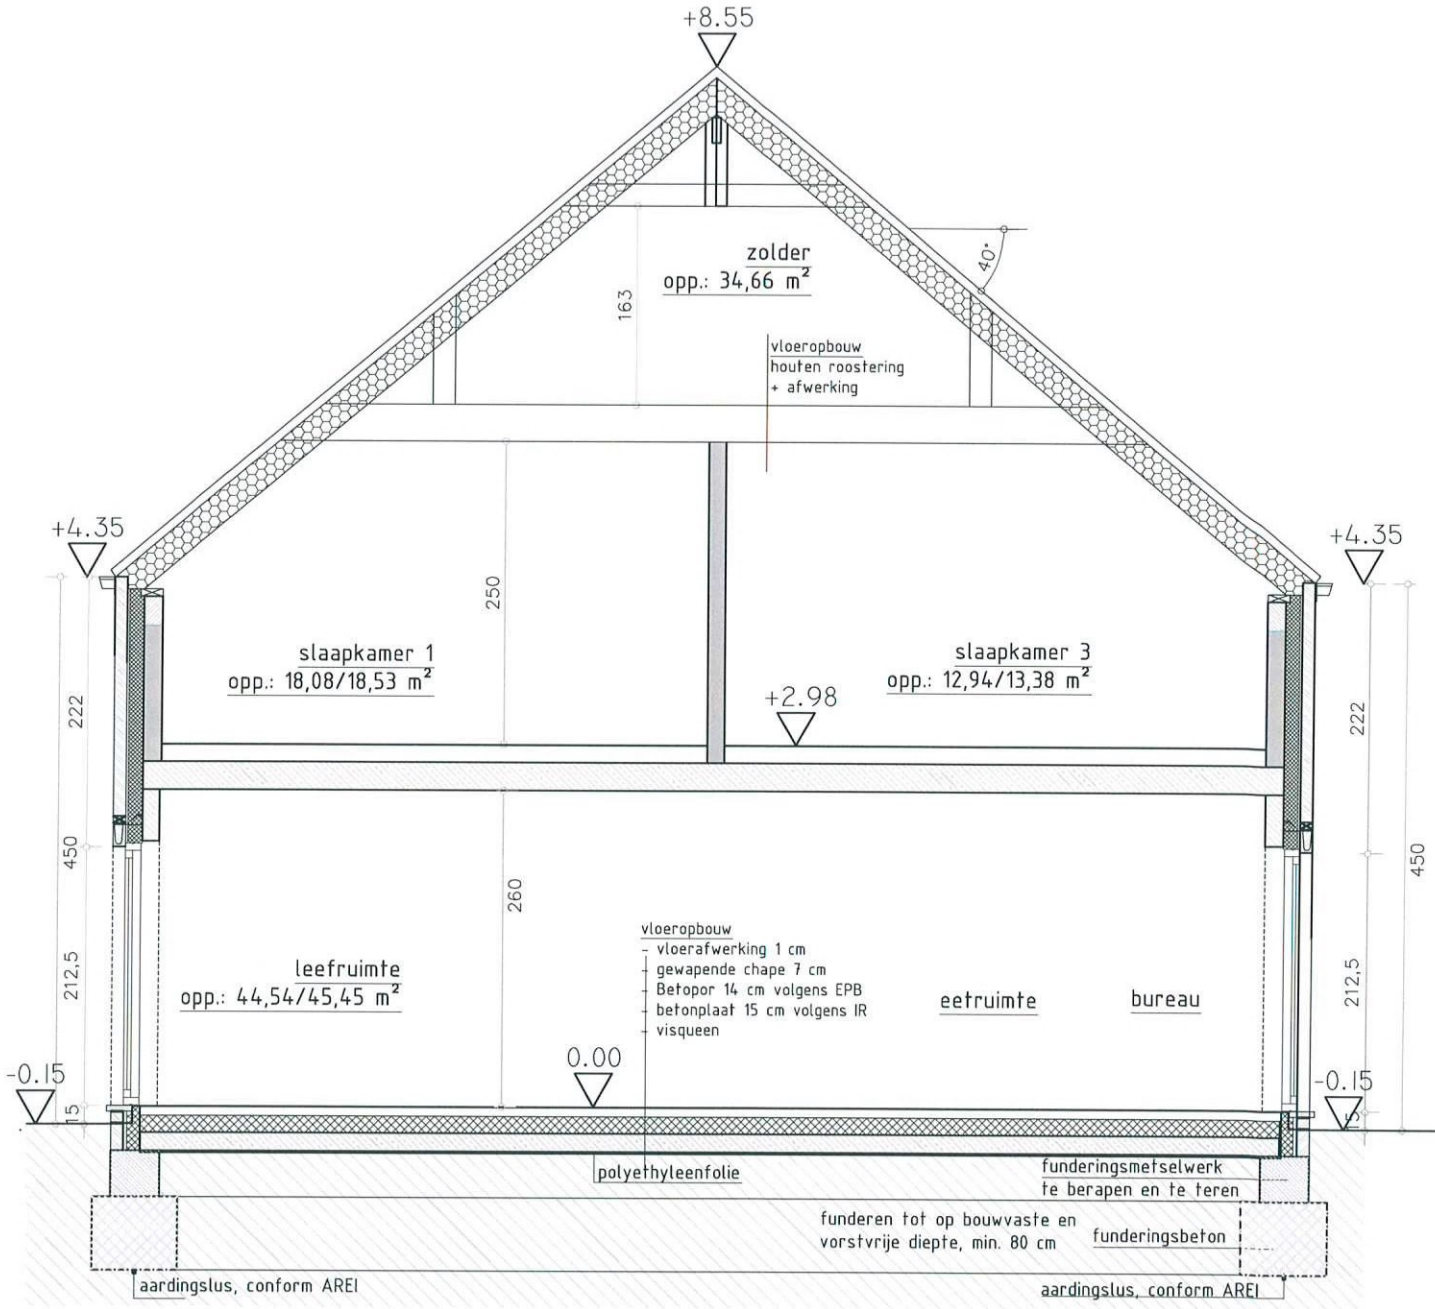 +8.55
zolder
opp.: 34,66 m²
40°
163
vloeropbouw
houten roostering
+ afwerking
+4.35
+4.35
250
slaapkamer 1
opp.: 18,08/18,53 m²
slaapkamer 3
opp.: 12,94/13,38 m²
+2.98
222
222
450
450
260
vloeropbouw
- vloerafwerking 1 cm
- gewapende chape 7 cm
- Betopor 14 cm volgens EPB
- betonplaat 15 cm volgens IR
- visqueen
leefruimte
opp.: 44,54/45,45 m²
eetruimte
bureau
212,5
212,5
-0.15
0.00
-0.15
15
15
polyethyleenfolie
funderingsmetselwerk
te berapen en te teren
funderen tot op bouwvaste en
vorstvrije diepte, min. 80 cm
funderingsbeton
aardingslus, conform AREI
aardingslus, conform AREI